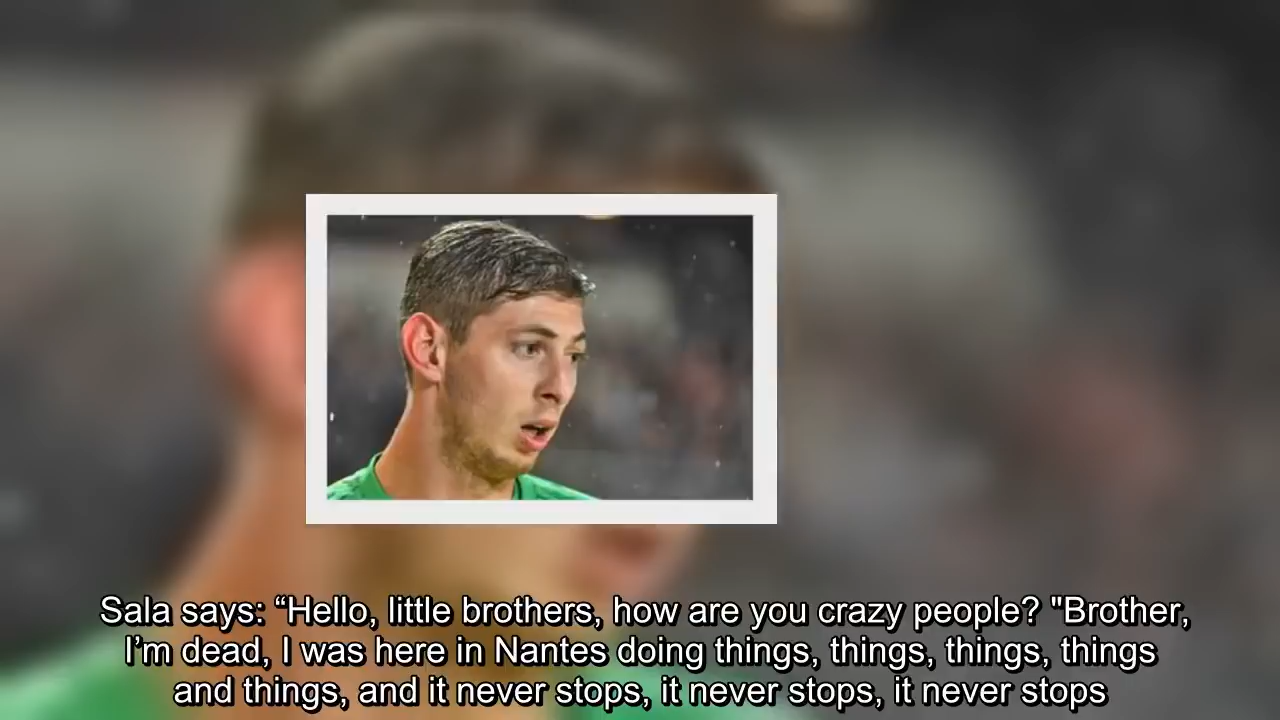 Sala says: “Hello, little brothers, how are you crazy people? "Brother,
I’m dead, I was here in Nantes doing things, things, things, things
and things, and it never stops, it never stops, it never stops